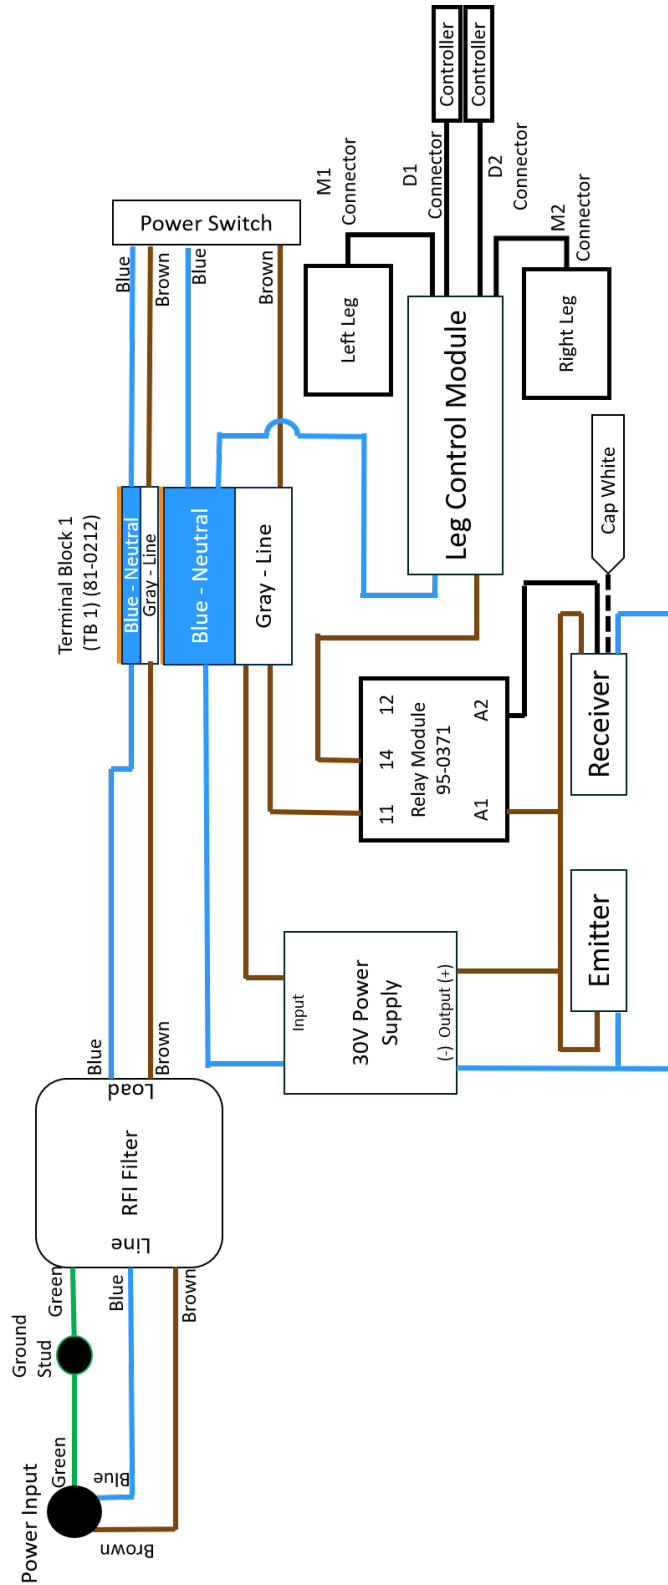 Power Input
Green
Blue
Brown
Ground
Stud
Green
Blue
Brown
Line
RFI Filter
Load
Blue
Brown
Terminal Block 1
(TB 1) (81-0212)
Blue - Neutral
Gray - Line
Blue - Neutral
Gray - Line
Blue
Brown
Blue
Brown
Power Switch
Input
30V Power
Supply
(-) Output (+)
11
14
12
Relay Module
95-0371
A1
A2
Leg Control Module
Left Leg
M1
Connector
D1
Connector
Controller
Controller
D2
Connector
M2
Connector
Right Leg
Emitter
Receiver
Cap White